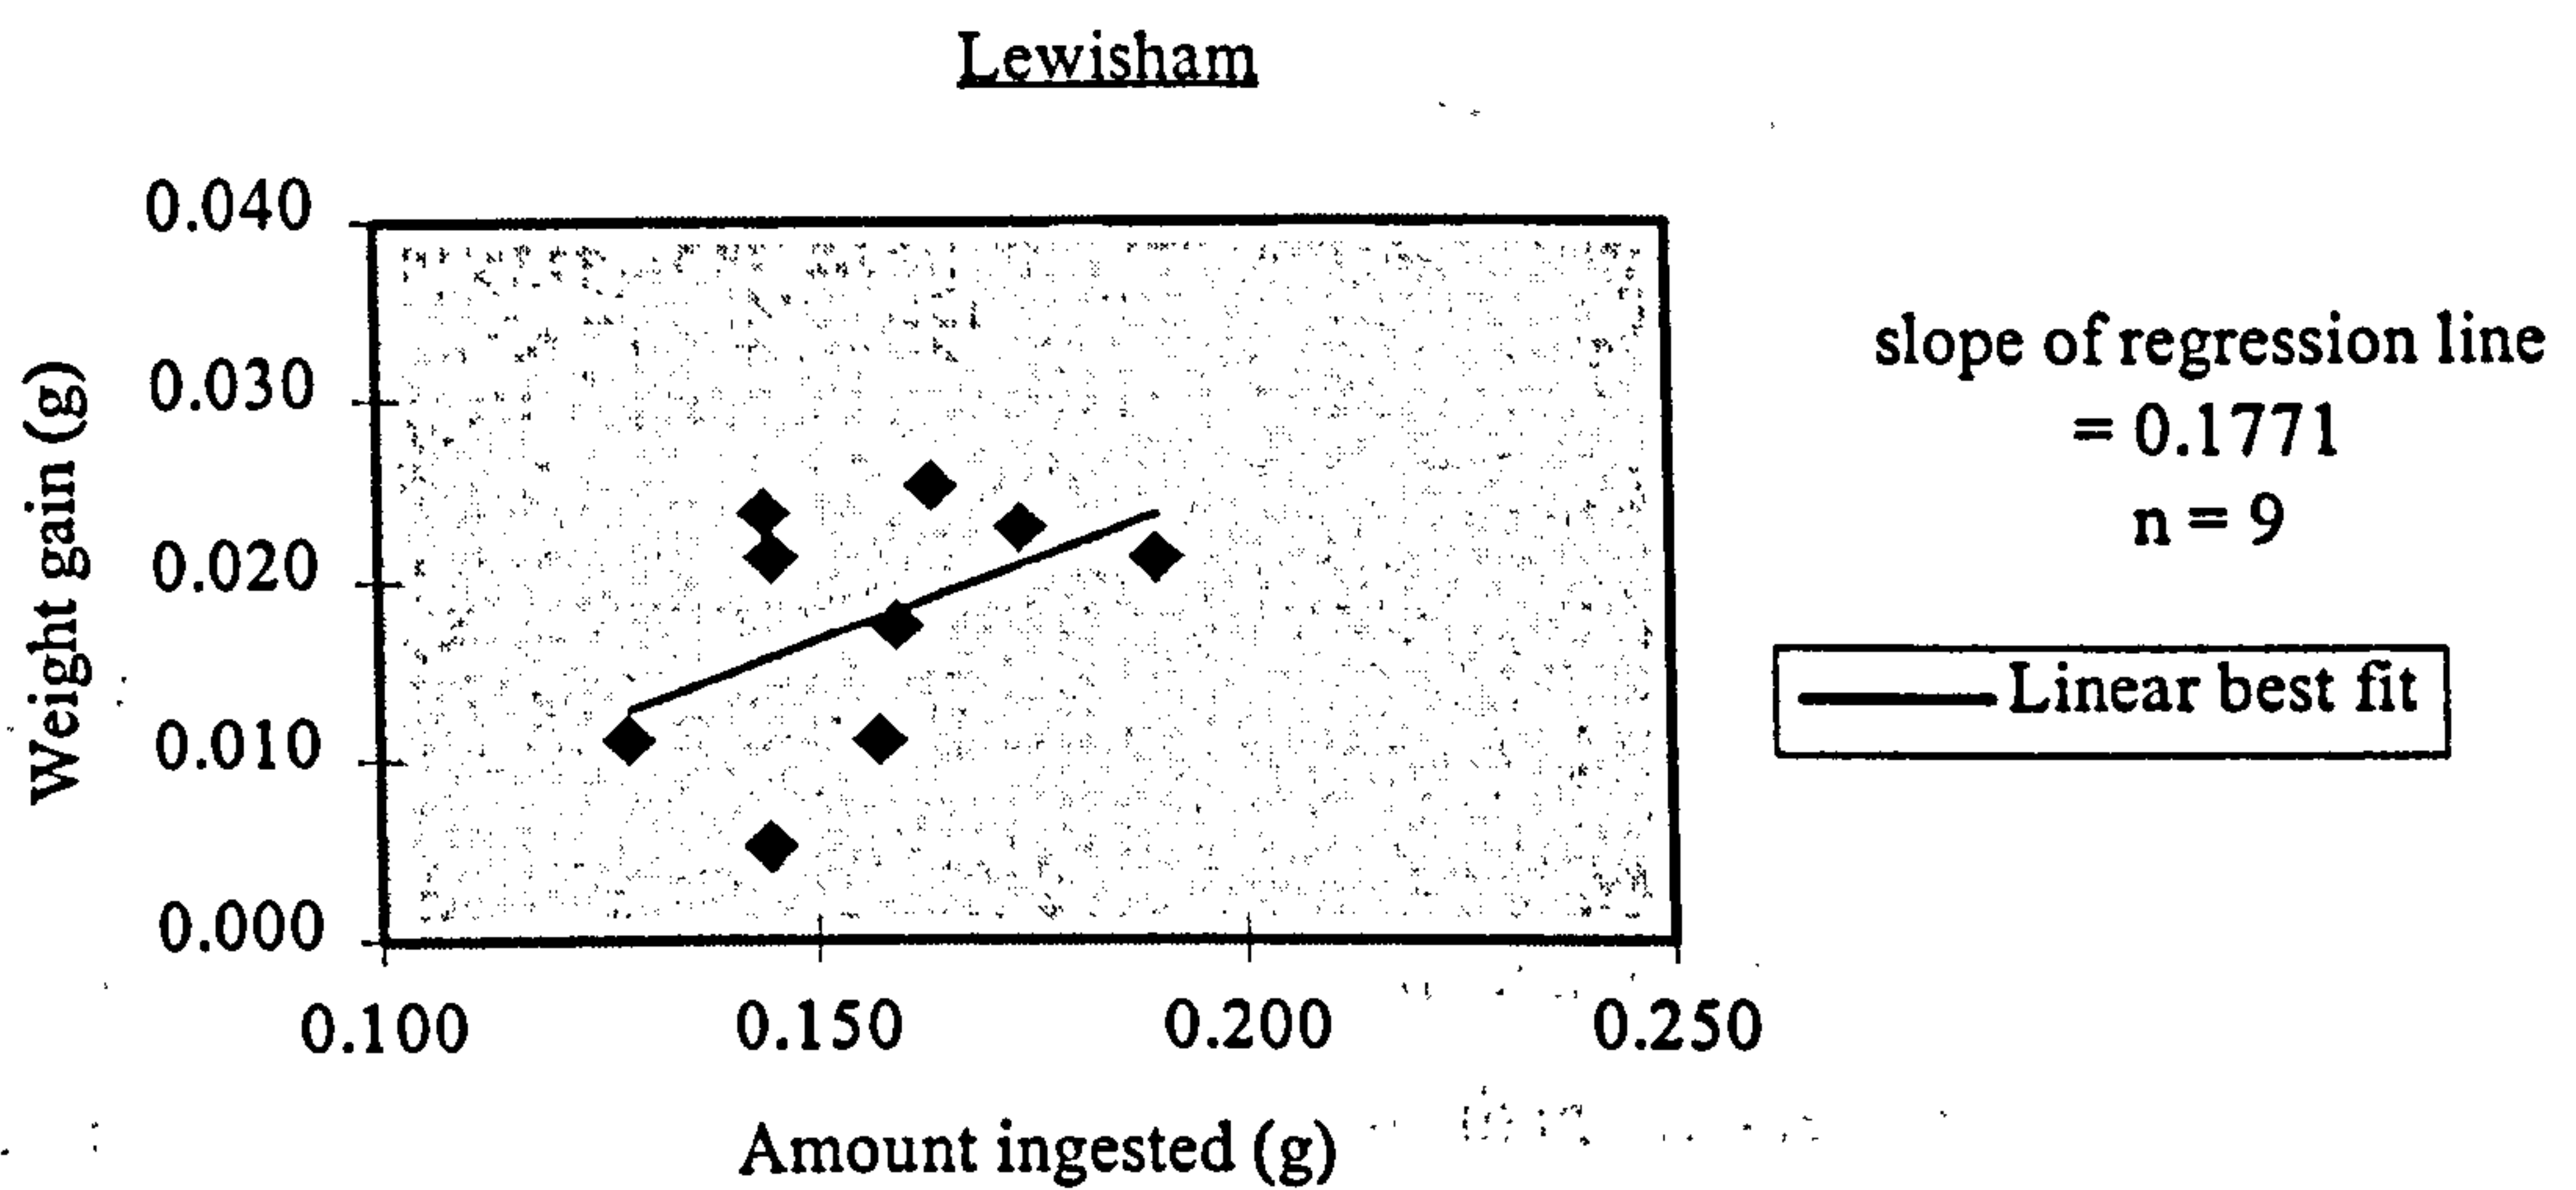 Lewisham
0.040
0.030
0.020
0.010
0.000
Weight gain (g)
0.100 0.150 0.200 0.250
Amount ingested (g)
slope of regression line
= 0.1771
n = 9
Linear best fit